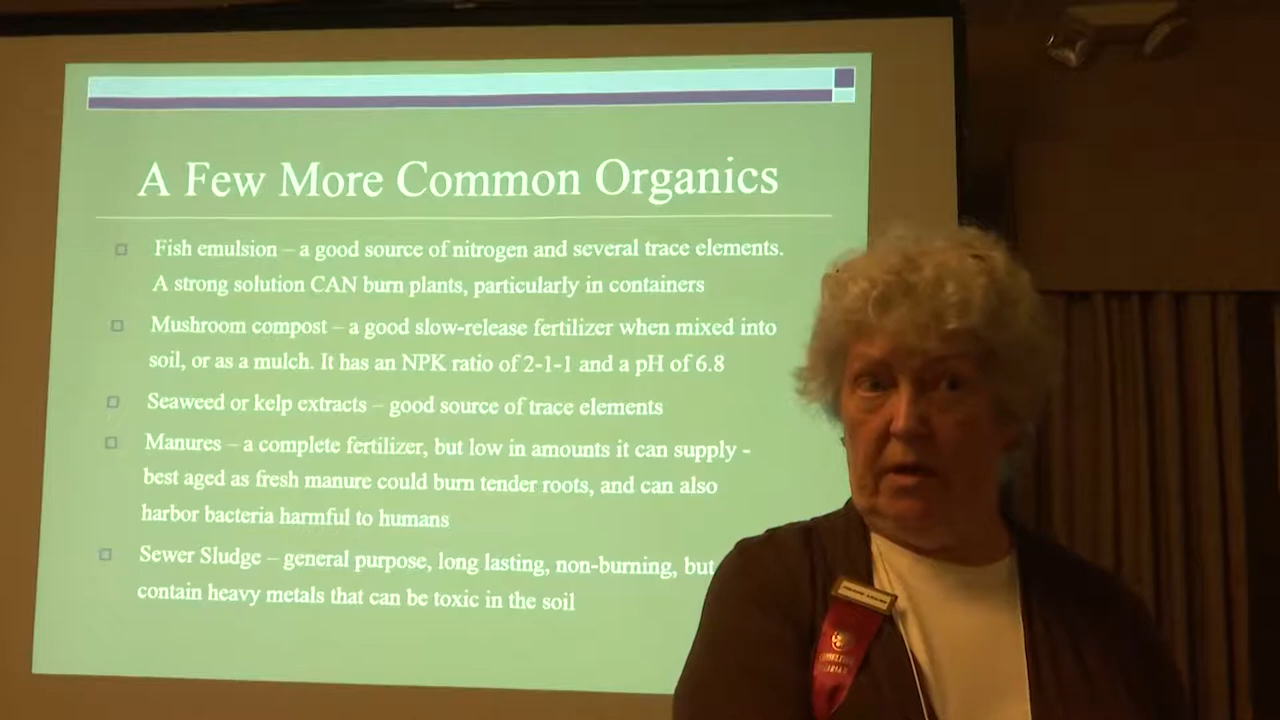 A Few More Common Organics
Fish emulsion – a good source of nitrogen and several trace elements.
A strong solution CAN burn plants, particularly in containers
Mushroom compost – a good slow-release fertilizer when mixed into
soil, or as a mulch. It has an NPK ratio of 2-1-1 and a pH of 6.8
Seaweed or kelp extracts – good source of trace elements
Manures – a complete fertilizer, but low in amounts it can supply -
best aged as fresh manure could burn tender roots, and can also
harbor bacteria harmful to humans
Sewer Sludge – general purpose, long lasting, non-burning, but
contain heavy metals that can be toxic in the soil